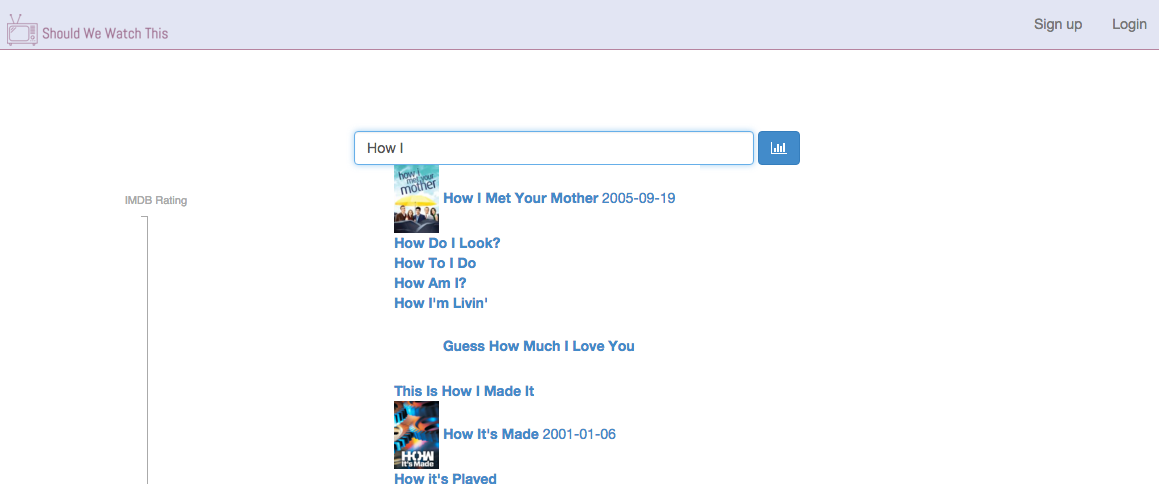 Should We Watch This
Sign up
Login
How I
IMDB Rating
how i
met your
mother
How I Met Your Mother 2005-09-19
How Do I Look?
How To I Do
How Am I?
How I'm Livin'
Guess How Much I Love You
This Is How I Made It
How It's Made 2001-01-06
HOW
It's Made
How it's Played